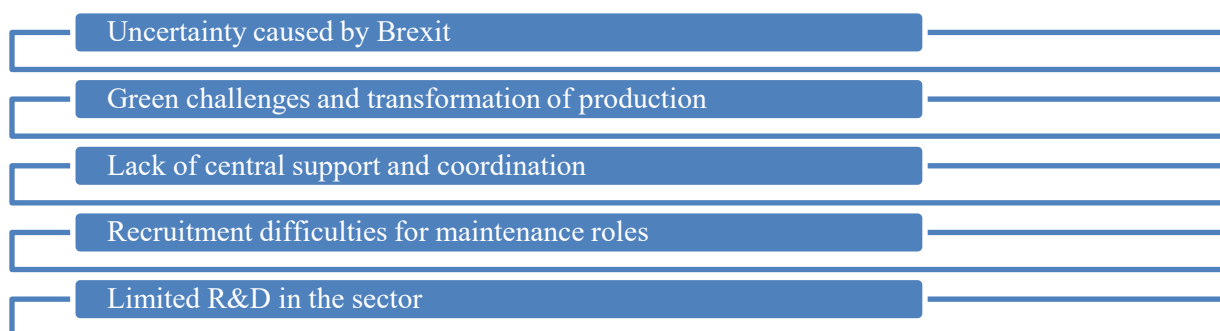 Uncertainty caused by Brexit
Green challenges and transformation of production
Lack of central support and coordination
Recruitment difficulties for maintenance roles
Limited R&D in the sector